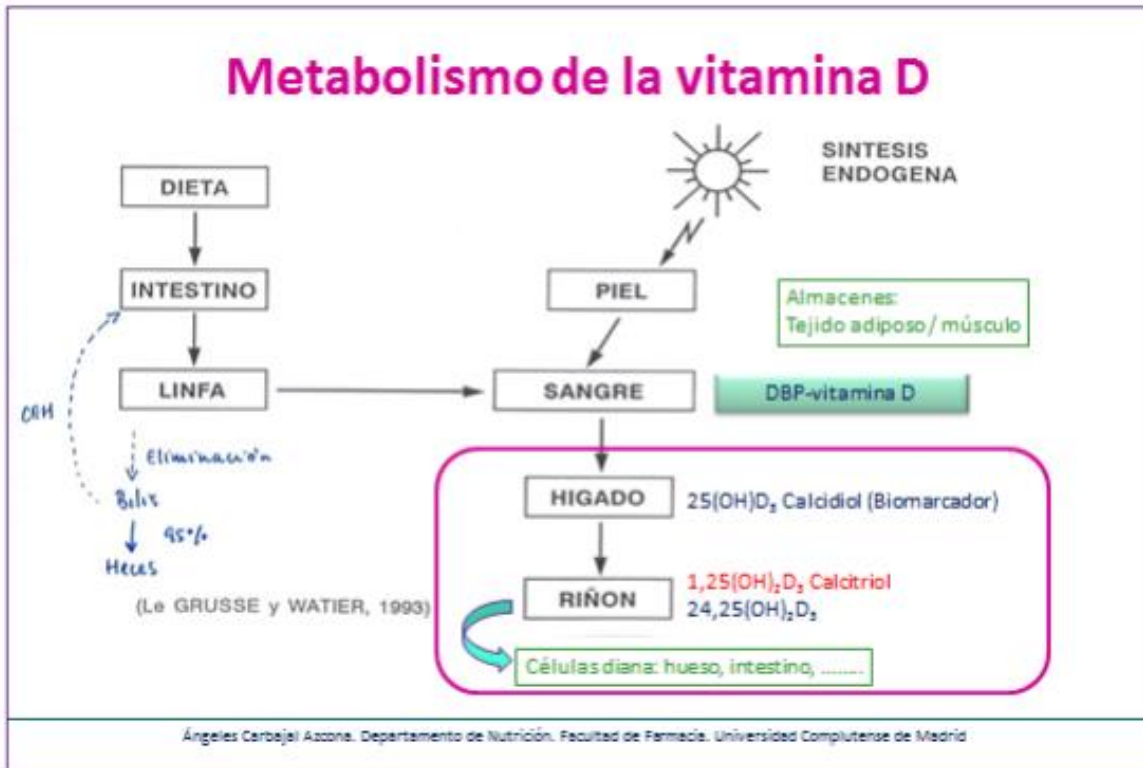 Metabolismo de la vitamina D
SINTESIS
ENDOGENA
DIETA
INTESTINO
PIEL
Almacenes:
Tejido adiposo / músculo
LINFA
SANGRE
DBP-vitamina D
Eliminación
Bilis
95%
Heces
HIGADO
25(OH)D₃ Calcidiol (Biomarcador)
(Le GRUSSE y WATIER, 1993)
RIÑON
1,25(OH)₂D₃ Calcitriol
24,25(OH)₂D₃
Células diana: hueso, intestino, ........
Ángeles Carbajal Azcona. Departamento de Nutrición. Facultad de Farmacia. Universidad Complutense de Madrid